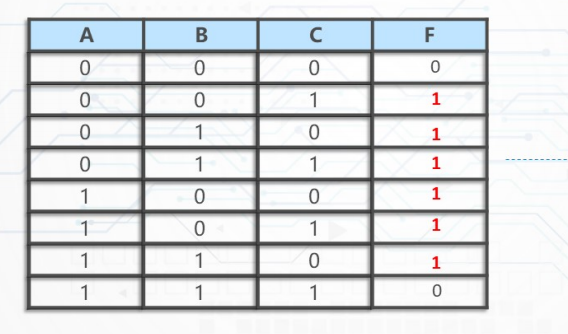 A B C F
0 0 0 0
0 0 1 1
0 1 0 1
0 1 1 1
1 0 0 1
1 0 1 1
1 1 0 1
1 1 1 0